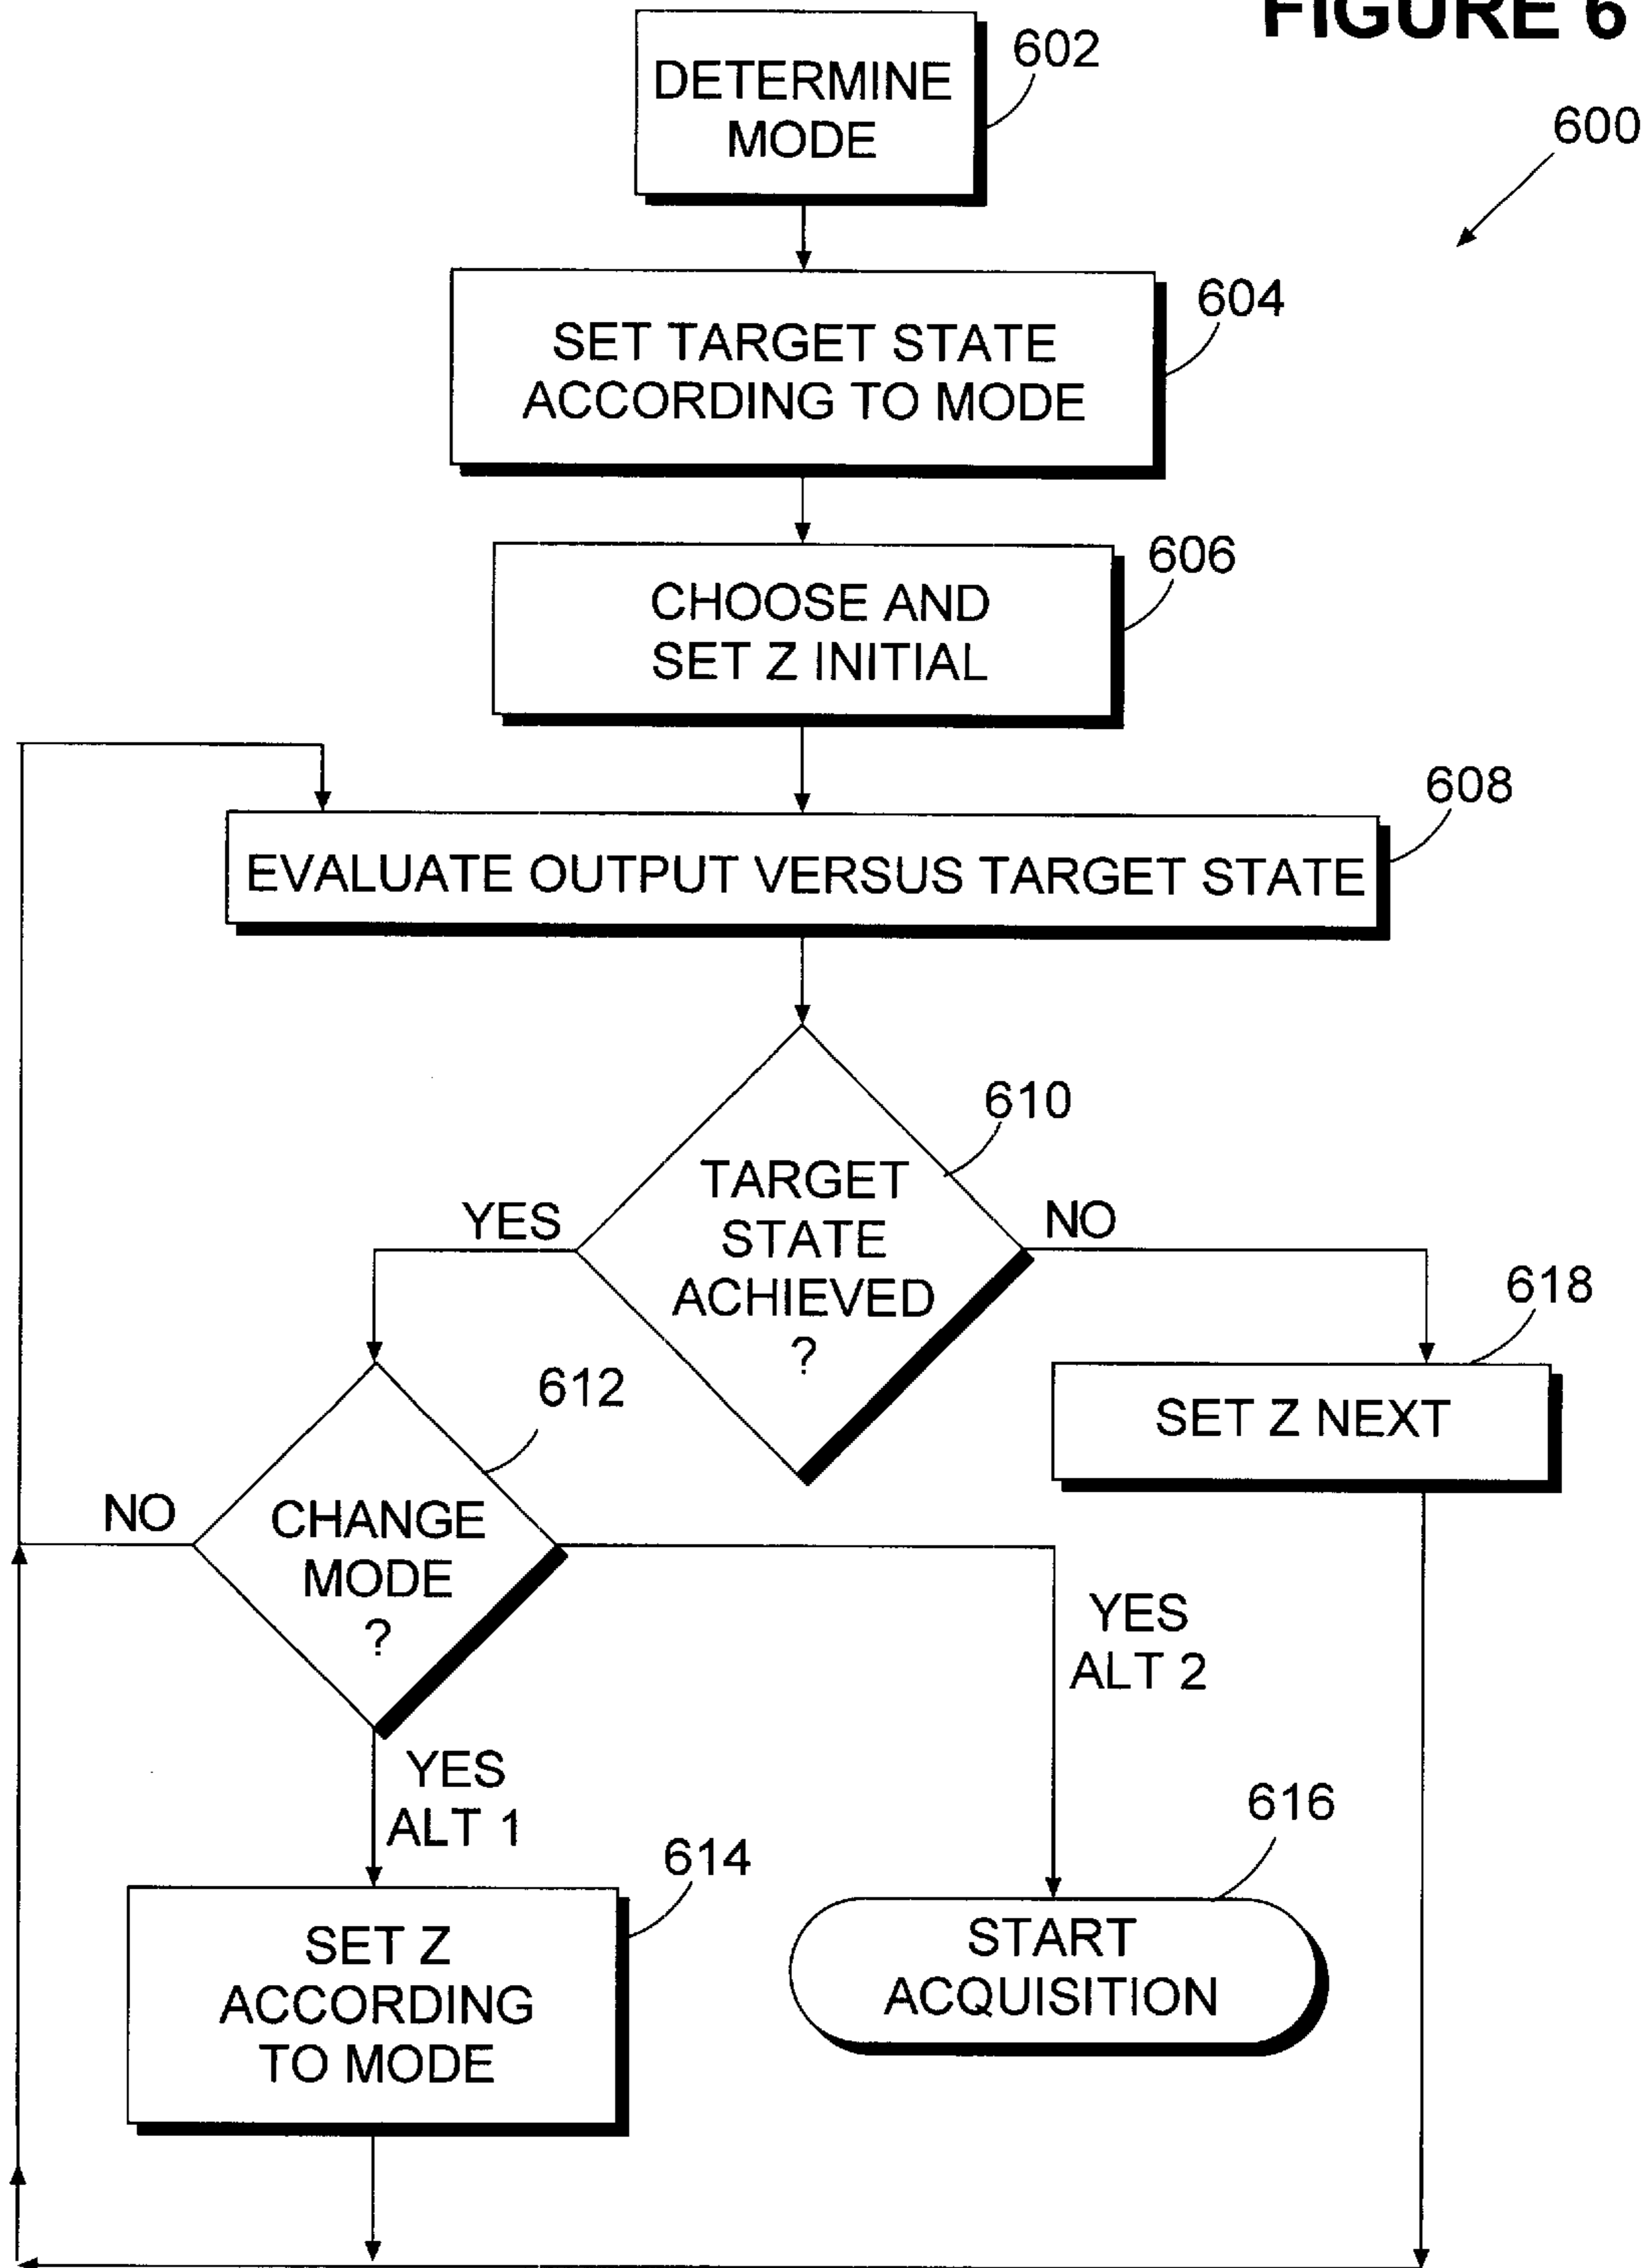 FIGURE 6
602
DETERMINE
MODE
600
604
SET TARGET STATE
ACCORDING TO MODE
606
CHOOSE AND
SET Z INITIAL
608
EVALUATE OUTPUT VERSUS TARGET STATE
610
TARGET
STATE
ACHIEVED
?
YES
NO
618
612
SET Z NEXT
NO
CHANGE
MODE
?
YES
ALT 2
YES
ALT 1
616
614
START
ACQUISITION
SET Z
ACCORDING
TO MODE